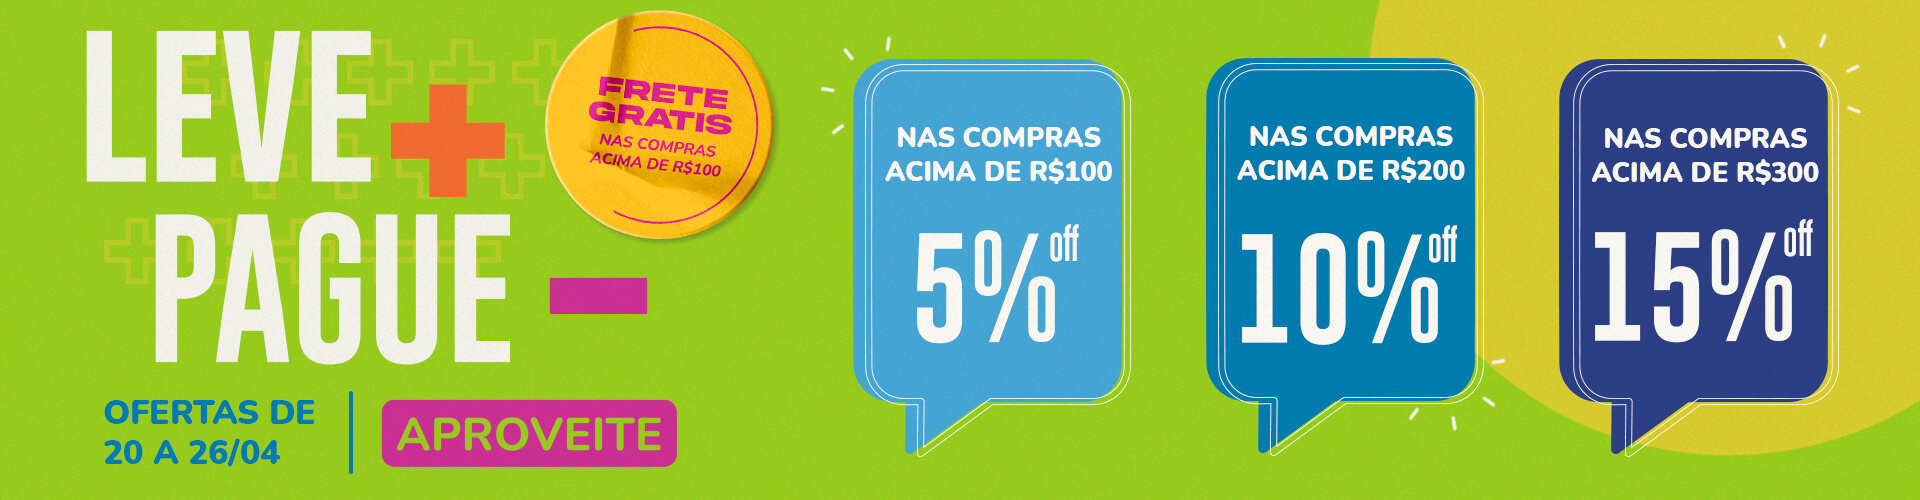 LEVE +
PAGUE -
FRETE
GRATIS
NAS COMPRAS
ACIMA DE R$100
OFERTAS DE
20 A 26/04
APROVEITE
NAS COMPRAS
ACIMA DE R$100
5% off
NAS COMPRAS
ACIMA DE R$200
10% off
NAS COMPRAS
ACIMA DE R$300
15% off